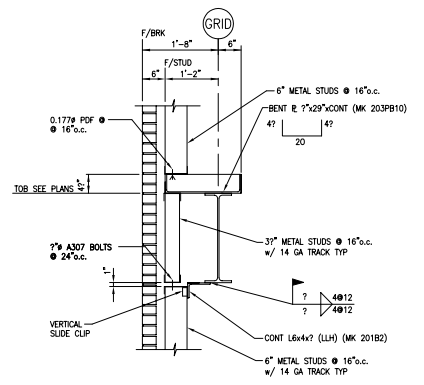 GRID
F/BRK
1'-8"
6"
F/STUD
6"
1'-2"
6" METAL STUDS @ 16"o.c.
BENT PL ?"x29"xCONT (MK 203PB10)
0.177ø PDF @
@ 16"o.c.
4?
4?
20
4?"
TOB SEE PLANS
?"ø A307 BOLTS
@ 24"o.c.
3?" METAL STUDS @ 16"o.c.
w/ 14 GA TRACK TYP
1"
?
4@12
?
4@12
VERTICAL
SLIDE CLIP
CONT L6x4x? (LLH) (MK 201B2)
6" METAL STUDS @ 16"o.c.
w/ 14 GA TRACK TYP